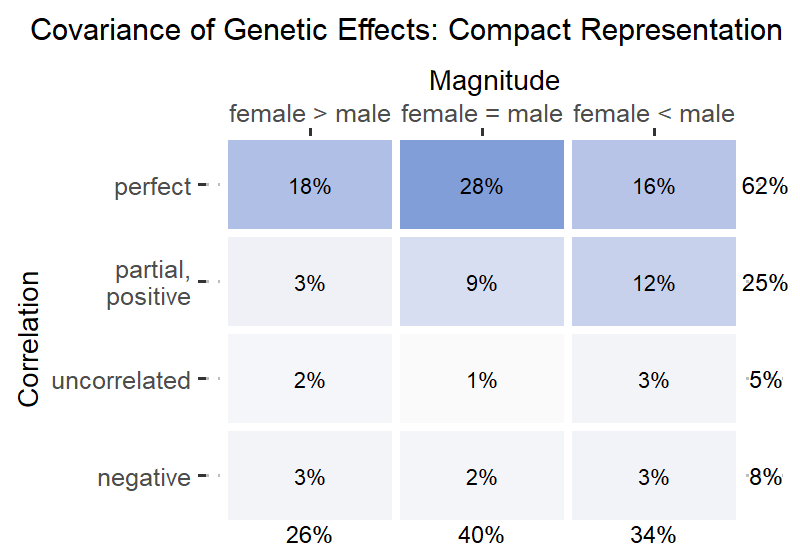 Covariance of Genetic Effects: Compact Representation
Magnitude
female > male female = male female < male
perfect 18% 28% 16% 62%
partial,
positive 3% 9% 12% 25%
uncorrelated 2% 1% 3% 5%
negative 3% 2% 3% 8%
26% 40% 34%
Correlation